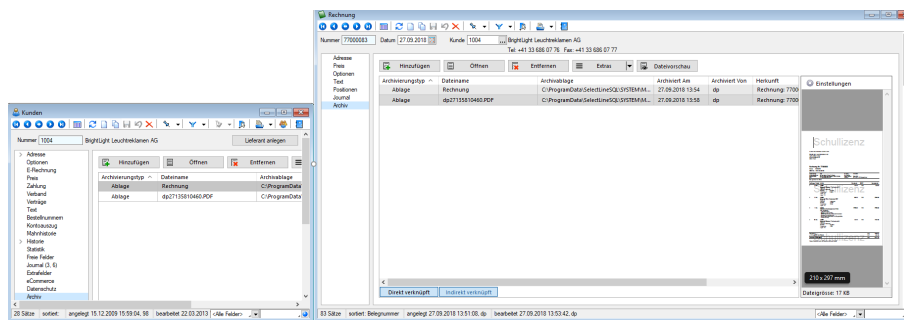 Rechnung
Nummer 77000083 Datum 27.09.2018 Kunde 1004 ... BrightLight Leuchtreklamen AG
Tel: +41 33 686 07 76 Fax: +41 33 686 07 77
Adresse
Preis
Optionen
Text
Positionen
Journal
Archiv
Hinzufügen Öffnen Entfernen Extras Dateivorschau
Archivierungstyp Dateiname Archivablage Archiviert Am Archiviert Von Herkunft
Ablage Rechnung C:\ProgramData\SelectLineSQL\SYSTEM\M... 27.09.2018 13:54 dp Rechnung: 7700
Ablage dp27135810460.PDF C:\ProgramData\SelectLineSQL\SYSTEM\M... 27.09.2018 13:58 dp Rechnung: 7700
Einstellungen
Schullizenz
Schullizenz
210 x 297 mm
Dateigrösse: 17 KB
Direkt verknüpft Indirekt verknüpft
83 Sätze sortiert: Belegnummer angelegt 27.09.2018 13:51:08, dp bearbeitet 27.09.2018 13:53:42, dp <Alle Felder>
Kunden
Nummer 1004 BrightLight Leuchtreklamen AG Lieferant anlegen
Adresse
Optionen
E-Rechnung
Preis
Zahlung
Verband
Verträge
Text
Bestellnummern
Kontoauszug
Mahnhistorie
Historie
Statistik
Freie Felder
Journal (3, 6)
Extrafelder
eCommerce
Datenschutz
Archiv
Hinzufügen Öffnen Entfernen
Archivierungstyp Dateiname Archivablage
Ablage Rechnung C:\ProgramData
Ablage dp27135810460.PDF C:\ProgramData
28 Sätze sortiert: angelegt 15.12.2009 15:59:04, 98 bearbeitet 22.03.2013 <Alle Felder>